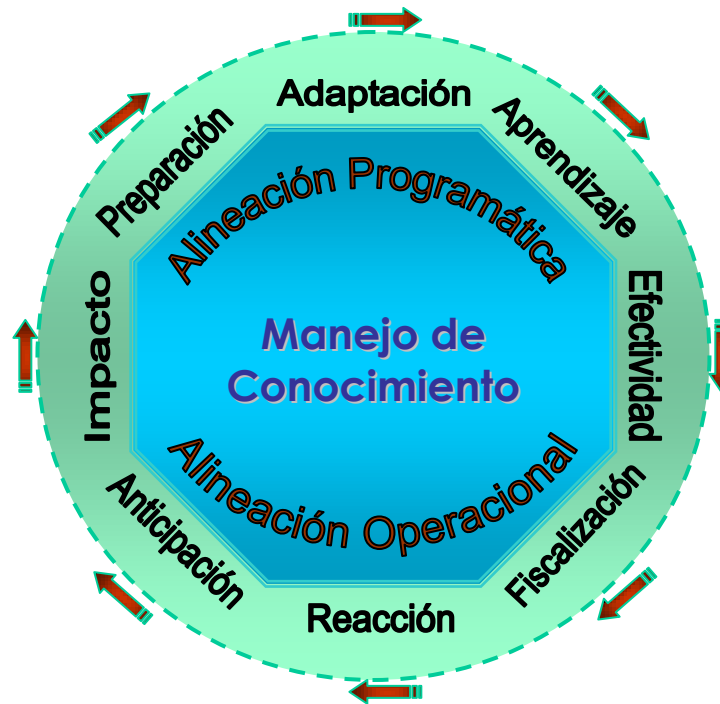 Adaptación
Aprendizaje
Efectividad
Fiscalización
Reacción
Anticipación
Impacto
Preparación
Alineación Programática
Manejo de
Conocimiento
Alineación Operacional